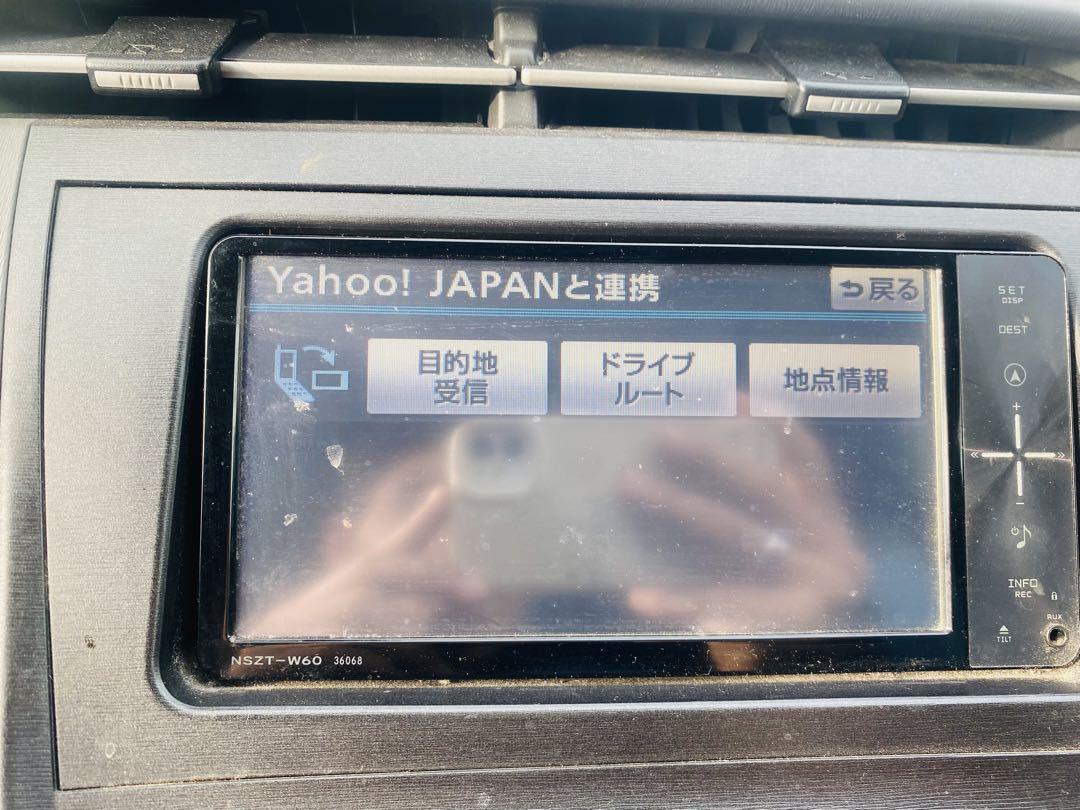 Yahoo! JAPANと連携
戻る
目的地
受信
ドライブ
ルート
地点情報
SET
DISP
DEST
+
−
INFO
REC
AUX
TILT
NSZT-W60 36068